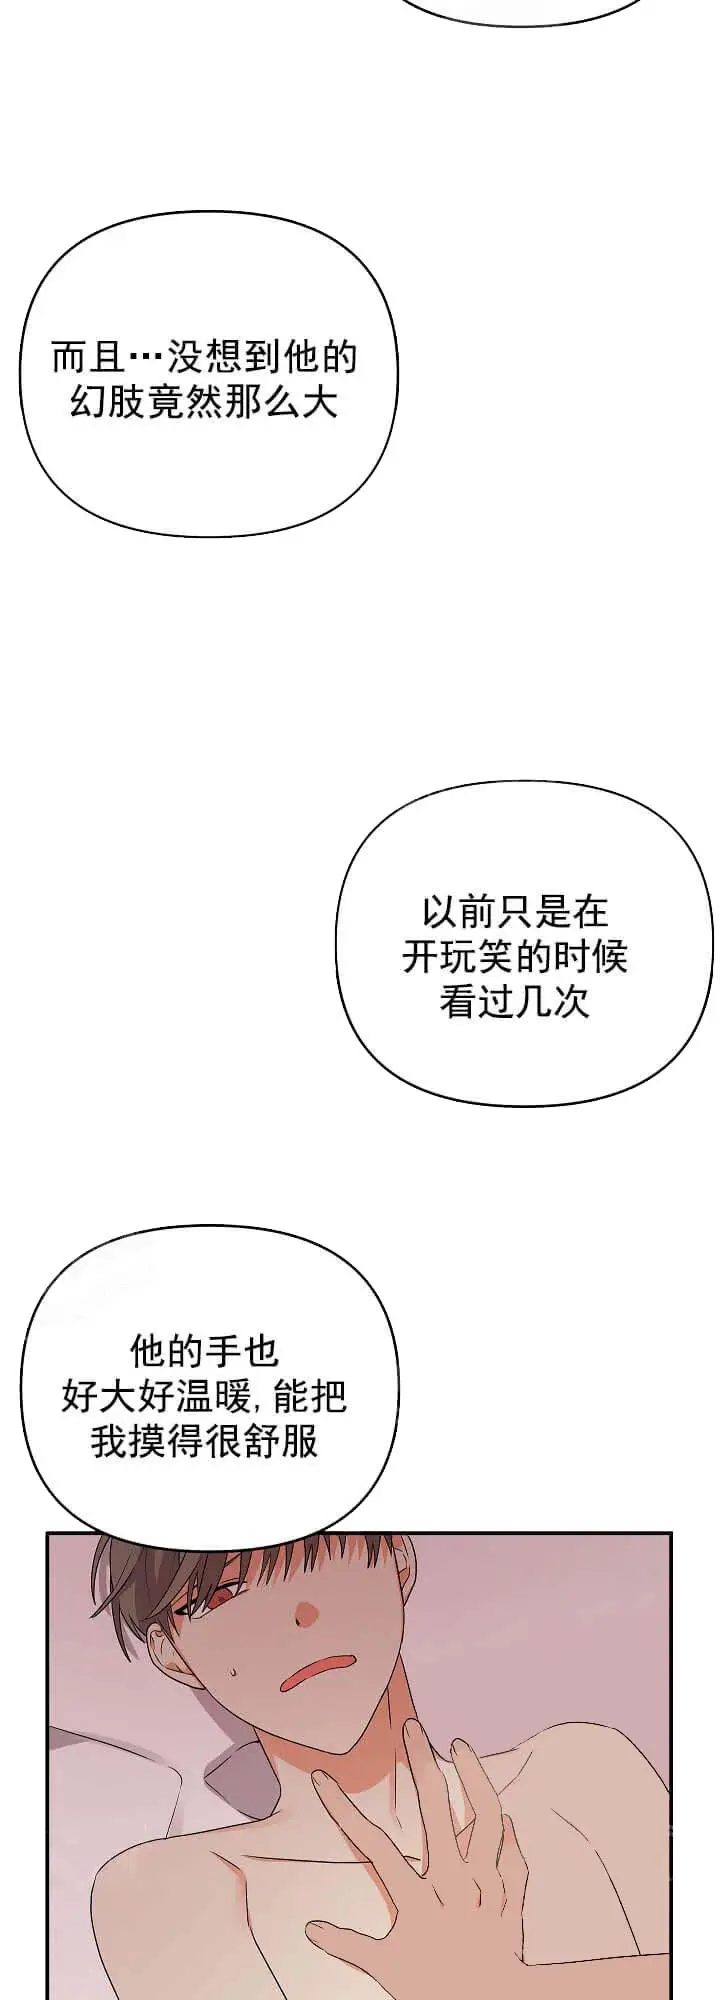 而且…没想到他的
幻肢竟然那么大
以前只是在
开玩笑的时候
看过几次
他的手也
好大好温暖,能把
我摸得很舒服